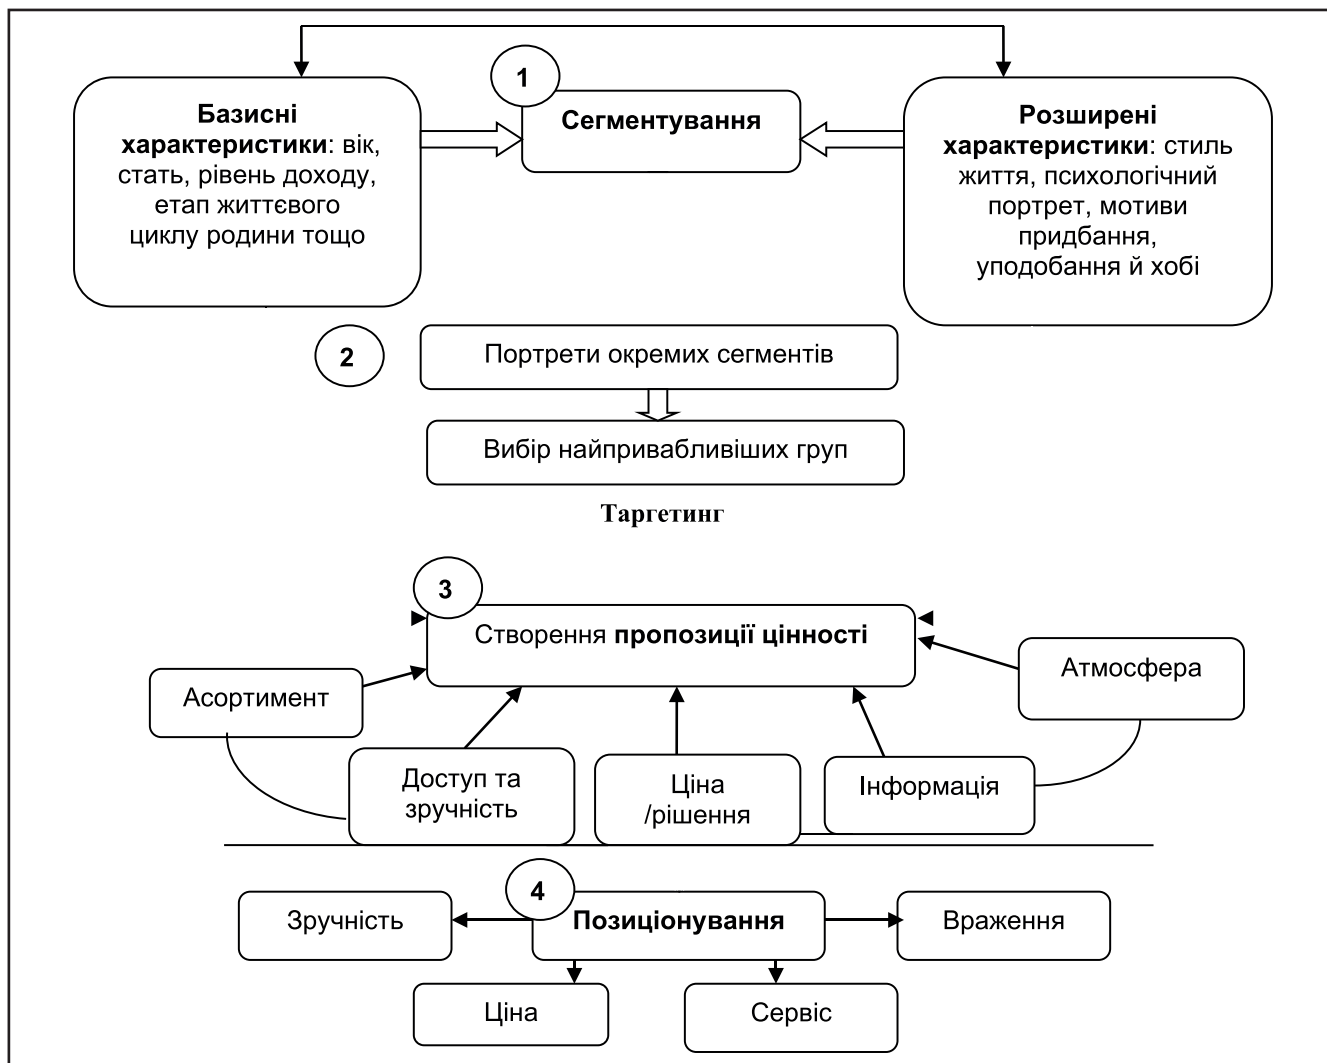 1
Сегментування
Базисні
характеристики: вік,
стать, рівень доходу,
етап життєвого
циклу родини тощо
Розширені
характеристики: стиль
життя, психологічний
портрет, мотиви
придбання,
уподобання й хобі
2
Портрети окремих сегментів
Вибір найпривабливіших груп
Таргетинг
3
Створення пропозиції цінності
Асортимент
Доступ та
зручність
Ціна
/рішення
Інформація
Атмосфера
4
Позиціонування
Зручність
Ціна
Сервіс
Враження